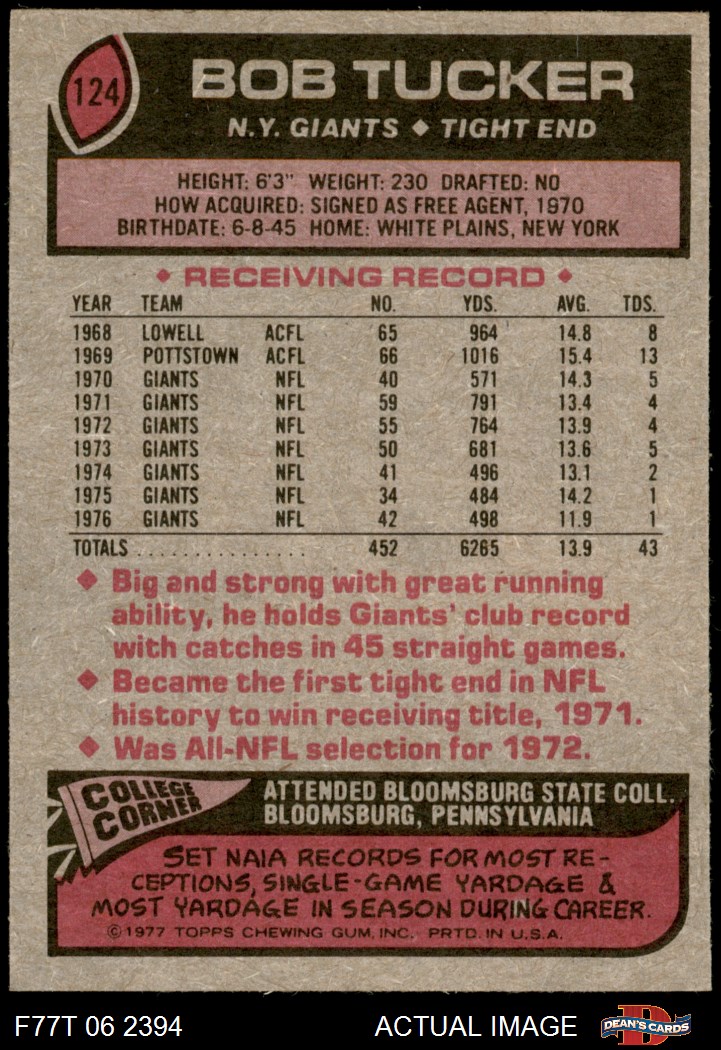 124
BOB TUCKER
N.Y. GIANTS ◆ TIGHT END
HEIGHT: 6'3" WEIGHT: 230 DRAFTED: NO
HOW ACQUIRED: SIGNED AS FREE AGENT, 1970
BIRTHDATE: 6-8-45 HOME: WHITE PLAINS, NEW YORK
◆ RECEIVING RECORD ◆
YEAR TEAM NO. YDS. AVG. TDS.
1968 LOWELL ACFL 65 964 14.8 8
1969 POTTSTOWN ACFL 66 1016 15.4 13
1970 GIANTS NFL 40 571 14.3 5
1971 GIANTS NFL 59 791 13.4 4
1972 GIANTS NFL 55 764 13.9 4
1973 GIANTS NFL 50 681 13.6 5
1974 GIANTS NFL 41 496 13.1 2
1975 GIANTS NFL 34 484 14.2 1
1976 GIANTS NFL 42 498 11.9 1
TOTALS . . . . . . . . . . . . . . . 452 6265 13.9 43
◆ Big and strong with great running
ability, he holds Giants' club record
with catches in 45 straight games.
◆ Became the first tight end in NFL
history to win receiving title, 1971.
◆ Was All-NFL selection for 1972.
COLLEGE
CORNER
ATTENDED BLOOMSBURG STATE COLL.
BLOOMSBURG, PENNSYLVANIA
SET NAIA RECORDS FOR MOST RE-
CEPTIONS, SINGLE-GAME YARDAGE &
MOST YARDAGE IN SEASON DURING CAREER.
©1977 TOPPS CHEWING GUM, INC. PRTD. IN U.S.A.
F77T 06 2394 ACTUAL IMAGE
D
DEAN'S CARDS